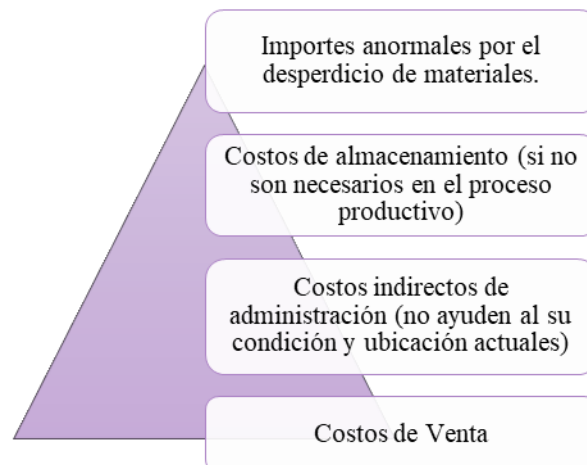 Importes anormales por el
desperdicio de materiales.
Costos de almacenamiento (si no
son necesarios en el proceso
productivo)
Costos indirectos de
administración (no ayuden al su
condición y ubicación actuales)
Costos de Venta